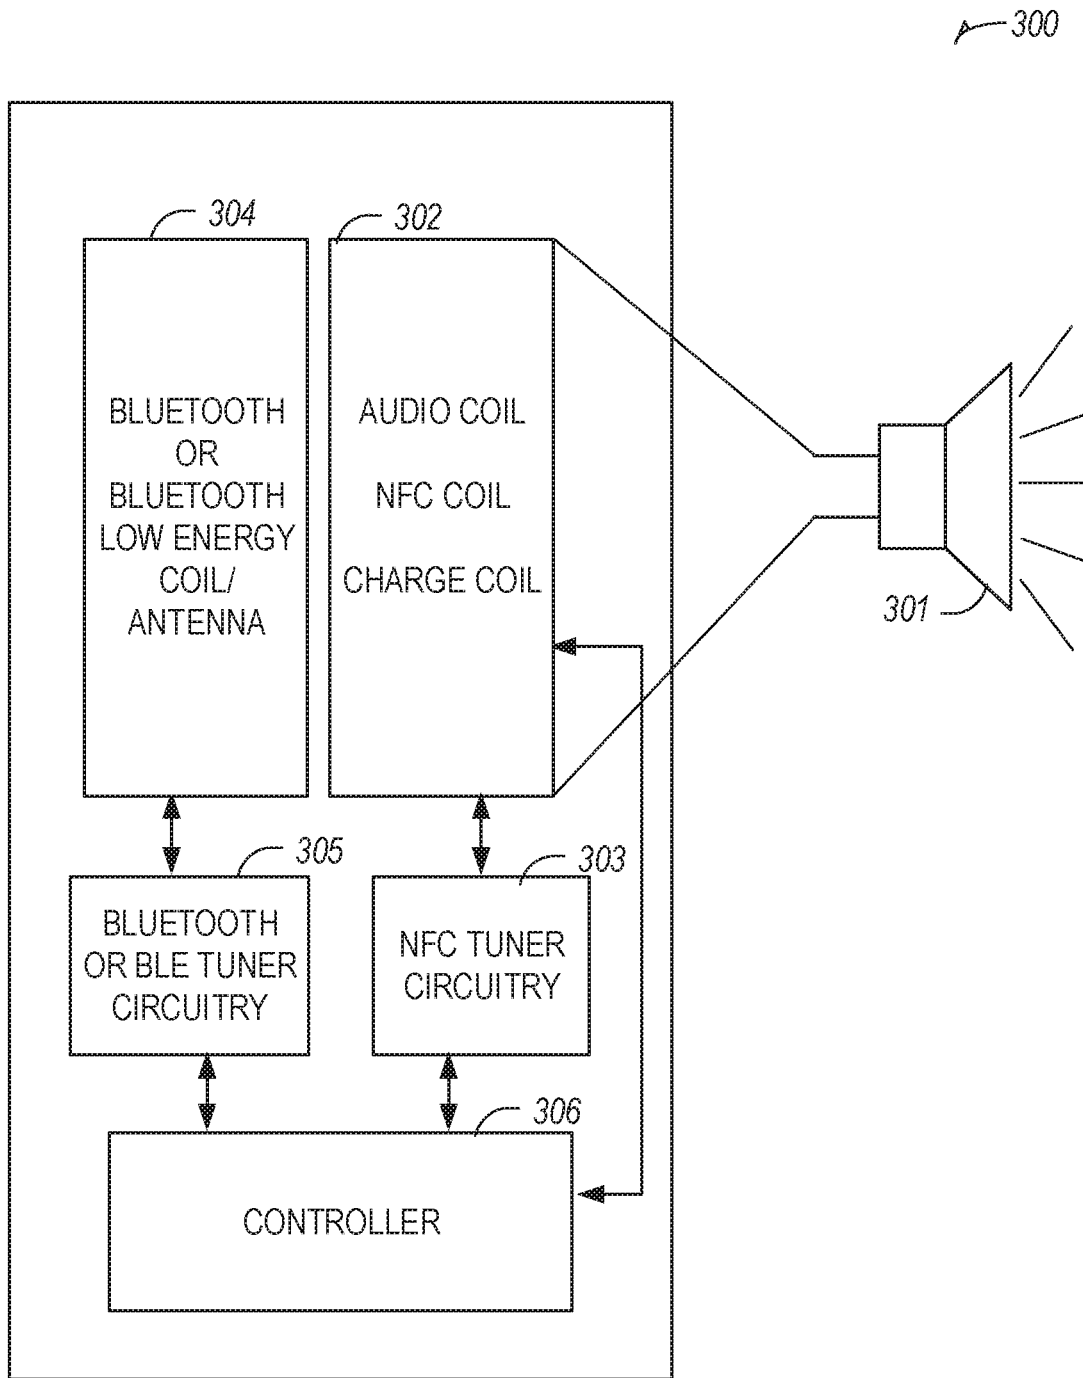 300
304
302
BLUETOOTH
OR
BLUETOOTH
LOW ENERGY
COIL/
ANTENNA
AUDIO COIL
NFC COIL
CHARGE COIL
301
305
303
BLUETOOTH
OR BLE TUNER
CIRCUITRY
NFC TUNER
CIRCUITRY
306
CONTROLLER